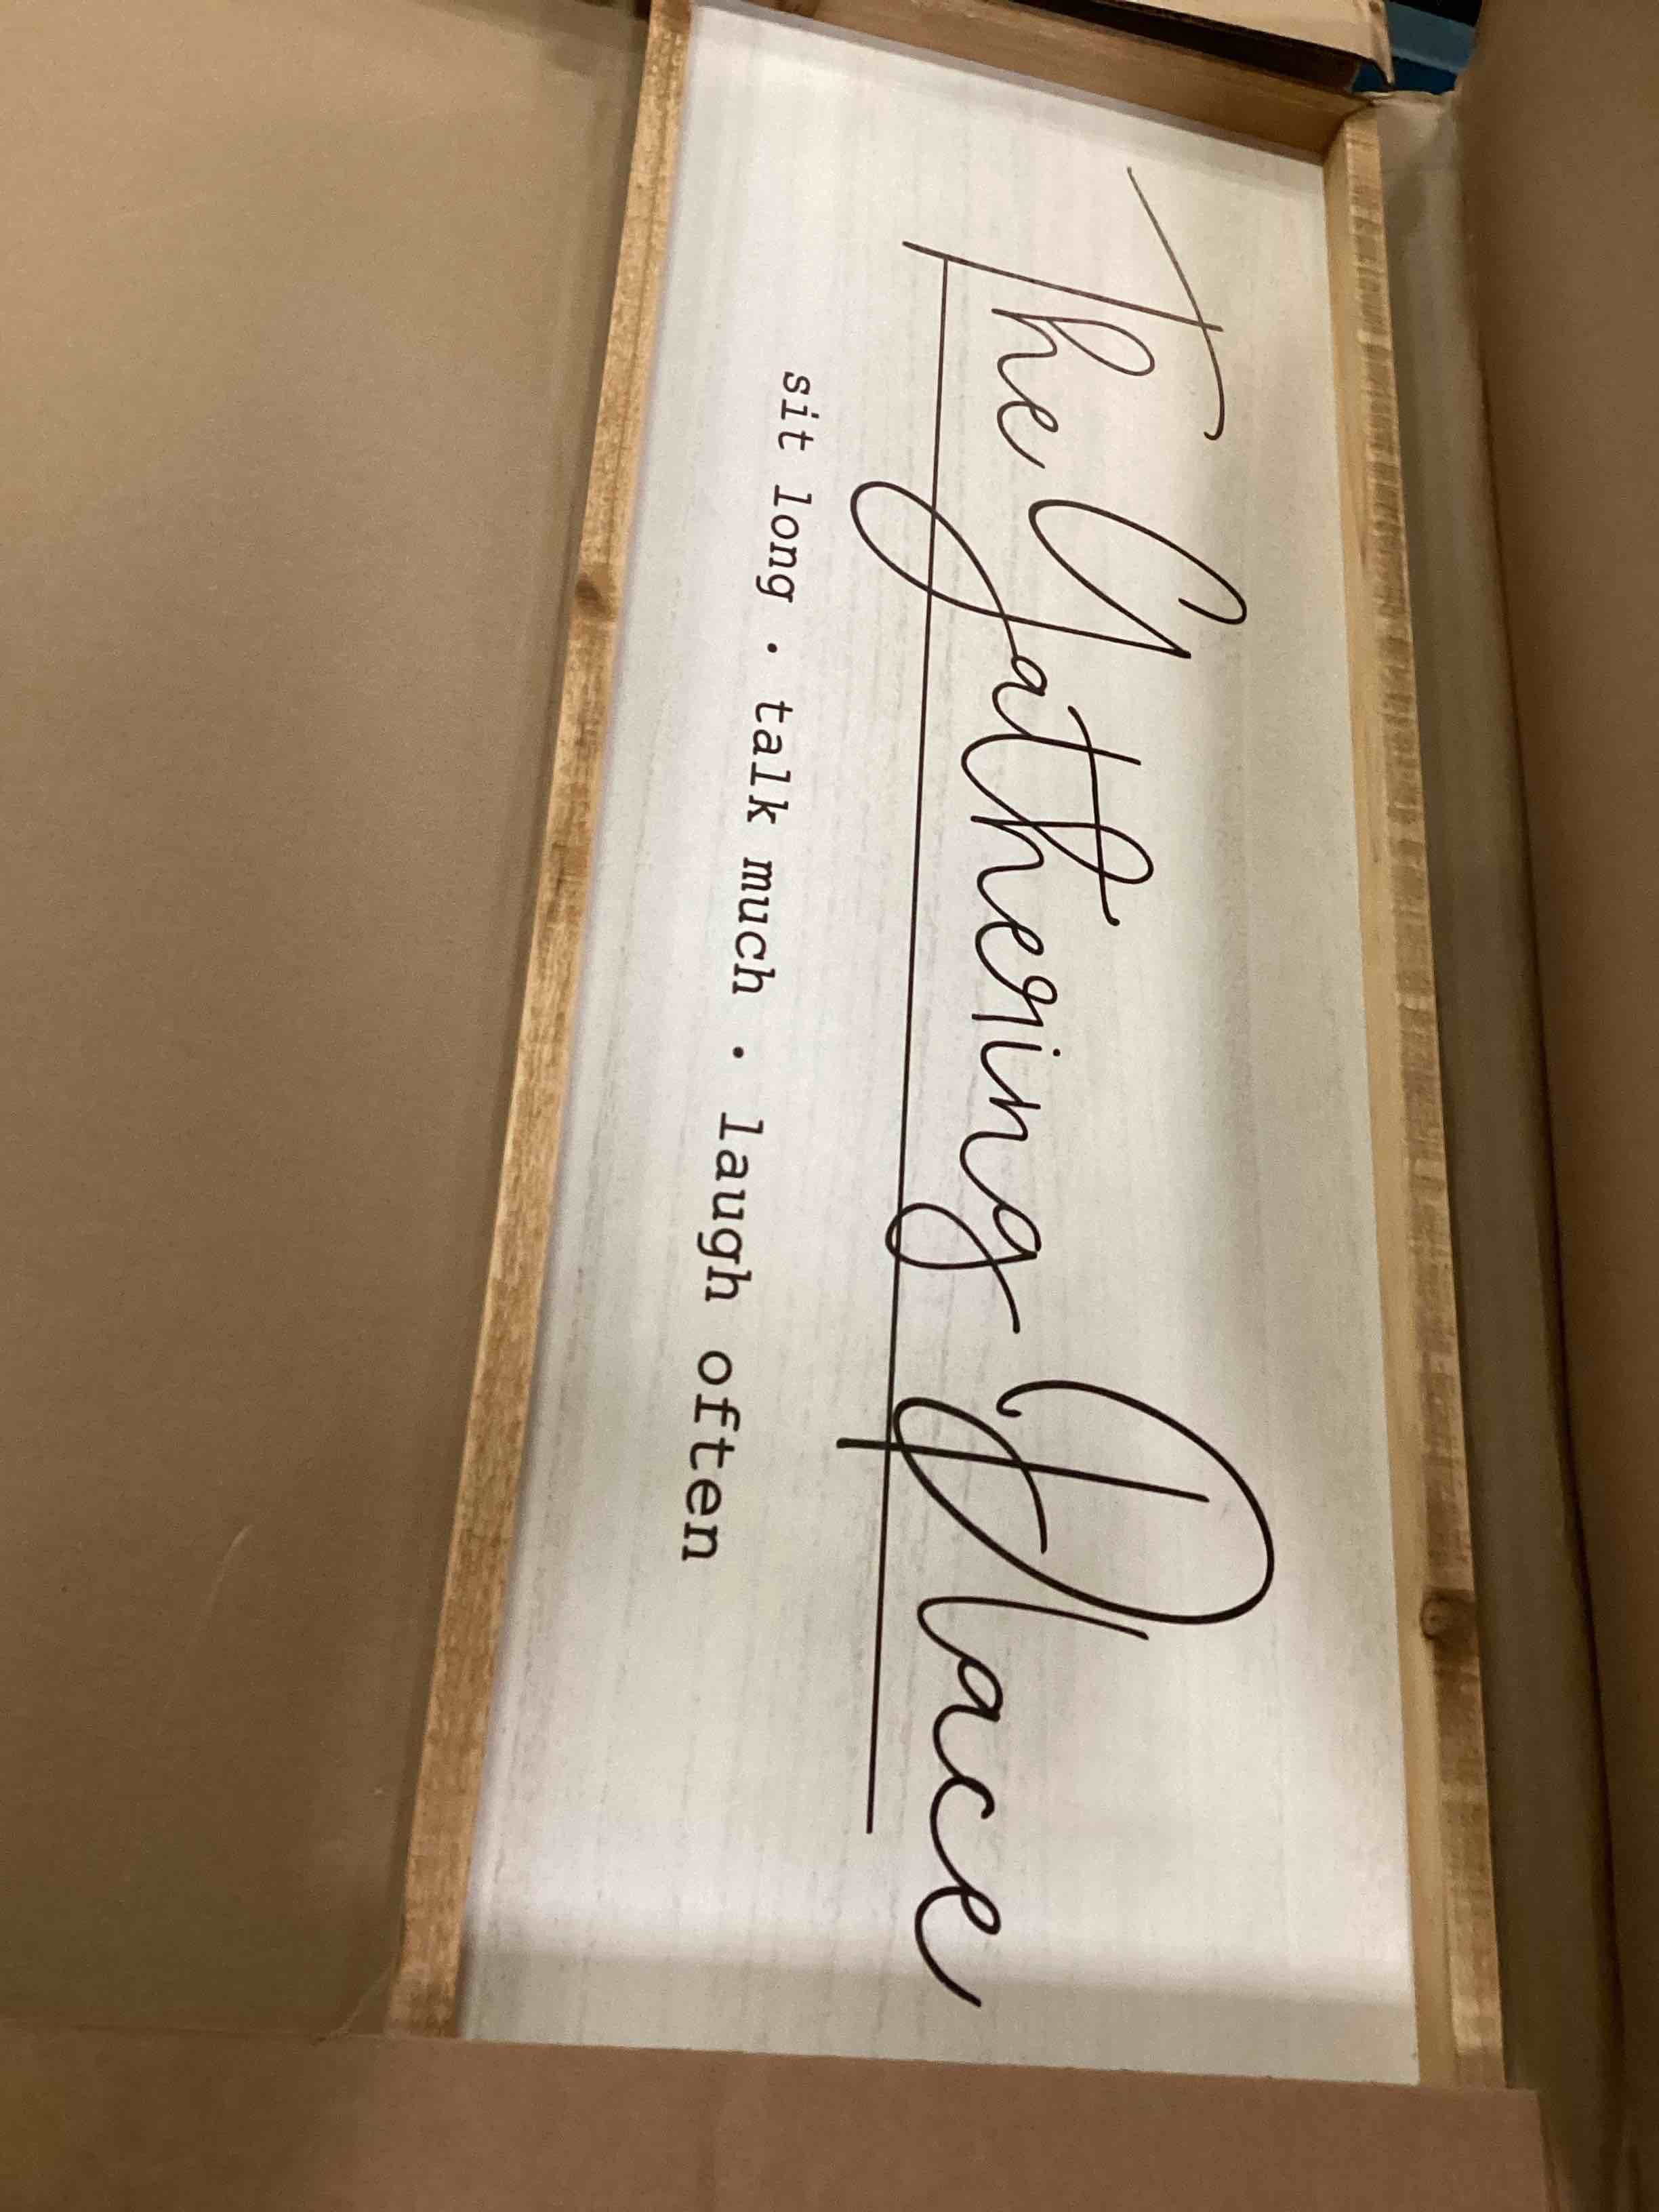 The Gathering Place
sit long • talk much • laugh often